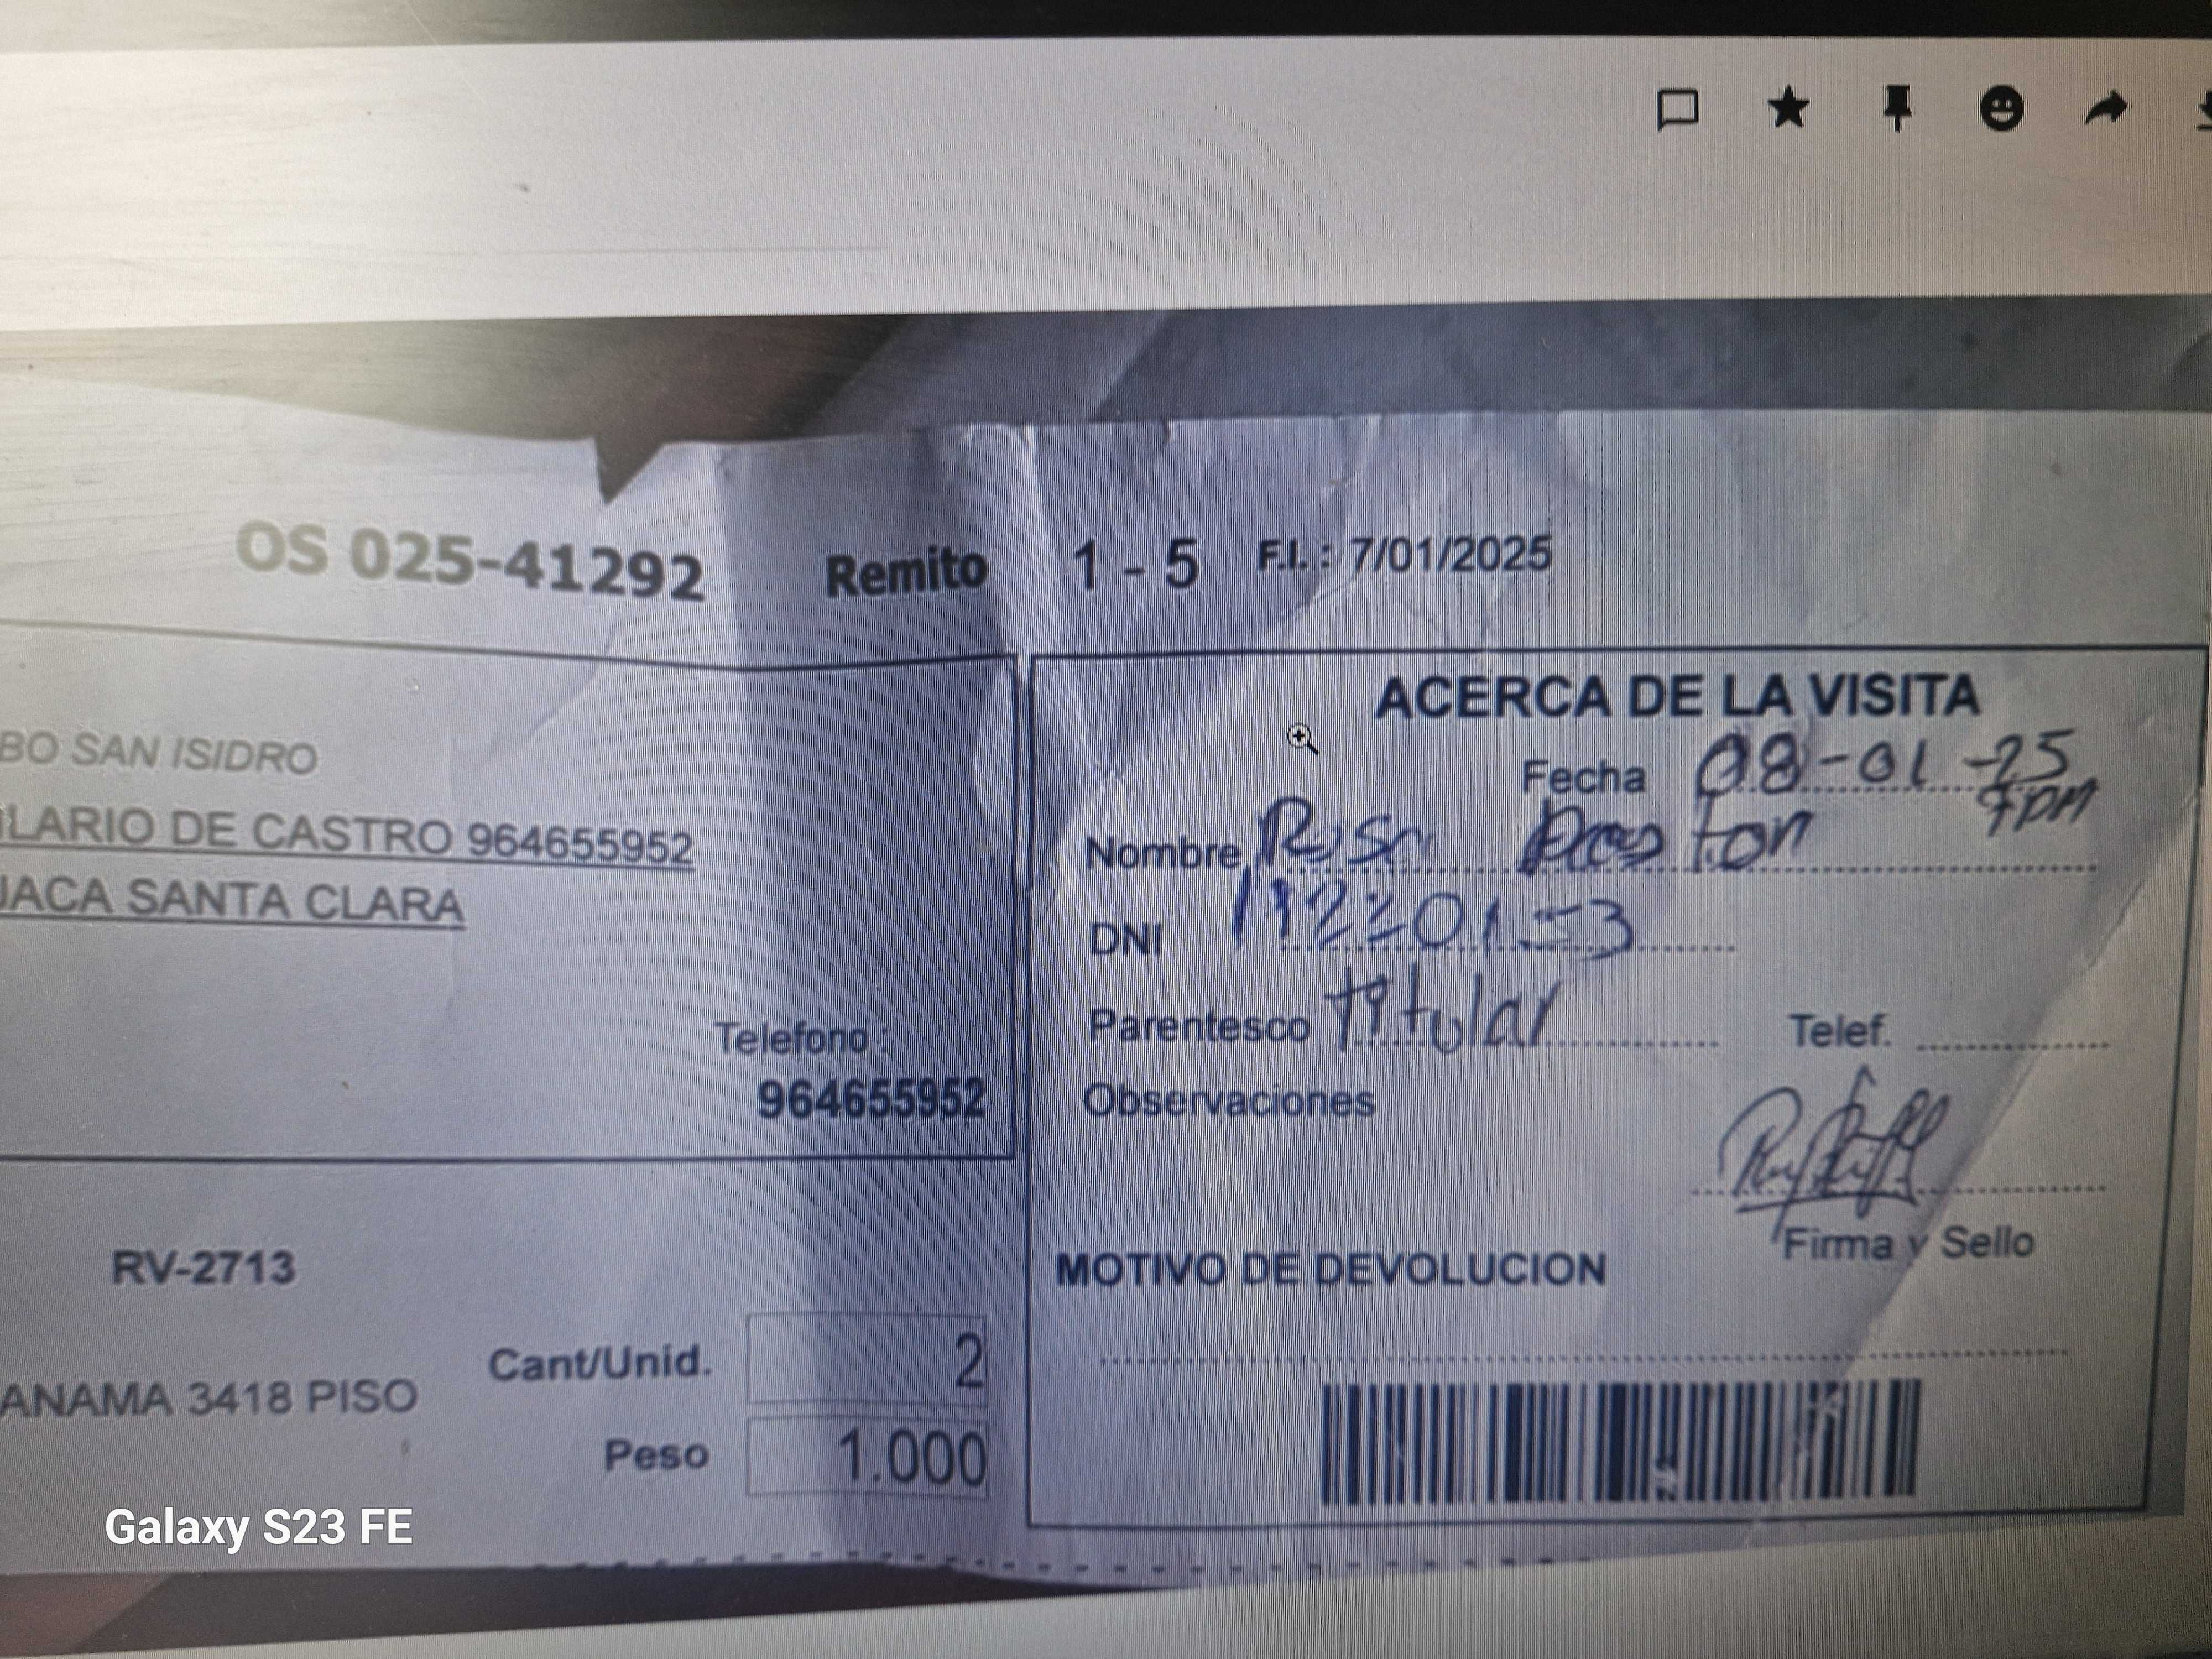 OS 025-41292 Remito 1 - 5 F.I. : 7/01/2025
BO SAN ISIDRO
LARIO DE CASTRO 964655952
JACA SANTA CLARA
Telefono :
964655952
RV-2713
Cant/Unid. 2
ANAMA 3418 PISO
Peso 1.000
ACERCA DE LA VISITA
Fecha 08-01-25
7pm
Nombre Rosa
DNI
Parentesco titular Telef.
Observaciones
Firma y Sello
MOTIVO DE DEVOLUCION
Galaxy S23 FE